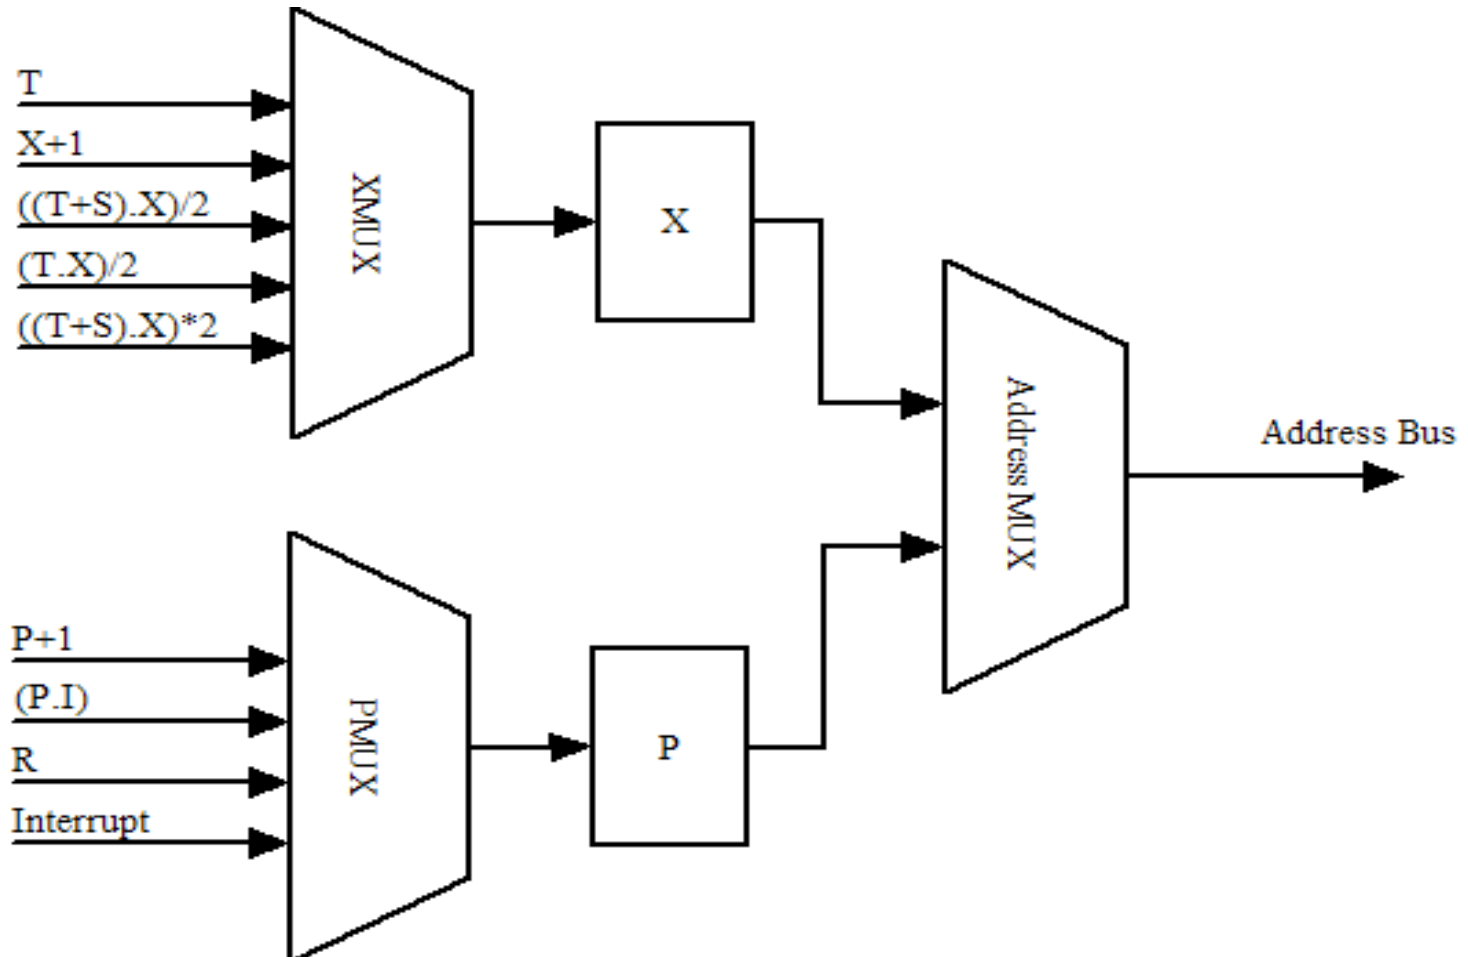 T
X+1
((T+S).X)/2
(T.X)/2
((T+S).X)*2
XMUX
X
Address MUX
Address Bus
P+1
(P.I)
R
Interrupt
PMUX
P